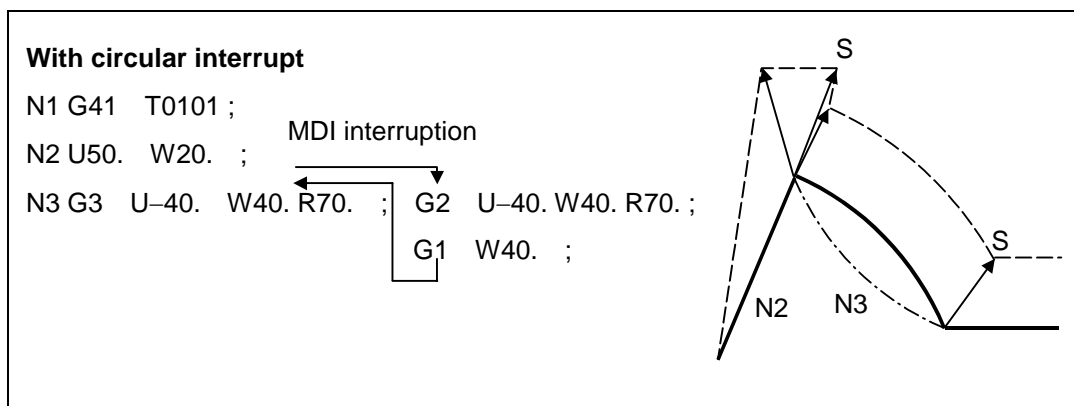 With circular interrupt
N1 G41 T0101 ;
MDI interruption
N2 U50. W20. ;
N3 G3 U−40. W40. R70. ; G2 U−40. W40. R70. ;
G1 W40. ;
S
S
N2 N3